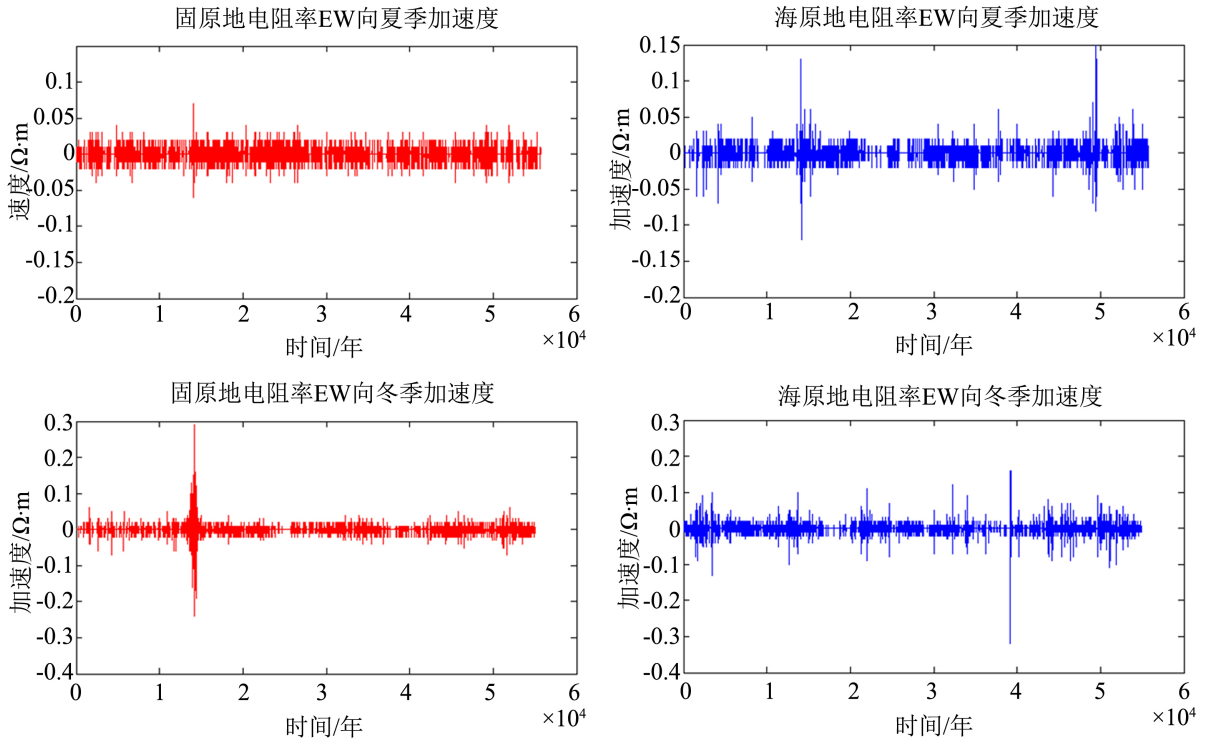 固原地电阻率EW向夏季加速度
速度/Ω·m
0.1
0.05
0
-0.05
-0.1
-0.15
-0.2
0 1 2 3 4 5 6
×10⁴
时间/年
海原地电阻率EW向夏季加速度
加速度/Ω·m
0.15
0.1
0.05
0
-0.05
-0.1
-0.15
-0.2
0 1 2 3 4 5 6
×10⁴
时间/年
固原地电阻率EW向冬季加速度
加速度/Ω·m
0.3
0.2
0.1
0
-0.1
-0.2
-0.3
-0.4
0 1 2 3 4 5 6
×10⁴
时间/年
海原地电阻率EW向冬季加速度
加速度/Ω·m
0.3
0.2
0.1
0
-0.1
-0.2
-0.3
-0.4
0 1 2 3 4 5 6
×10⁴
时间/年